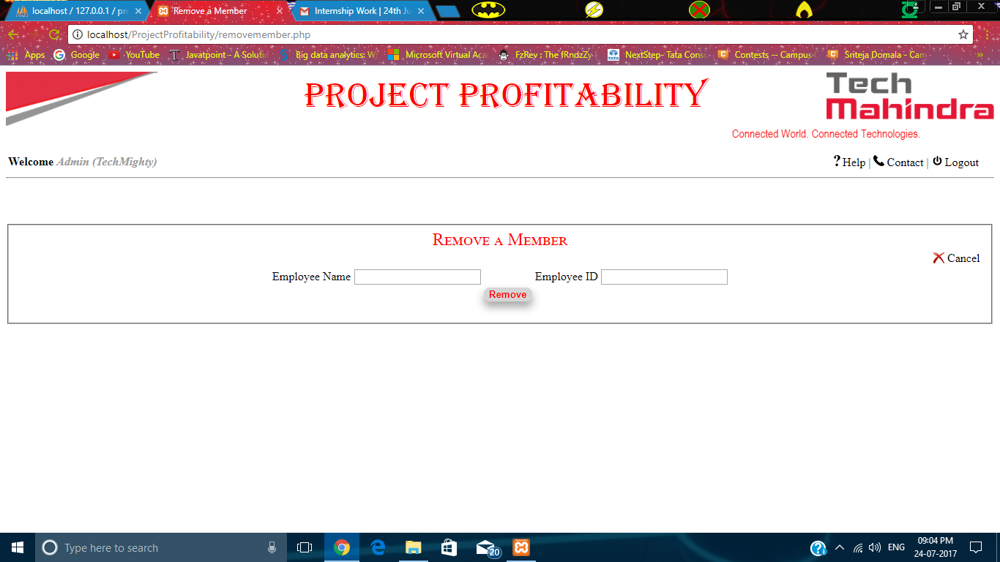 localhost / 127.0.0.1 / pro
Remove a Member
Internship Work | 24th Ju
localhost/ProjectProfitability/removemember.php
Apps
Google
YouTube
Javatpoint - A Soluti
Big data analytics: W
Microsoft Virtual Aca
FzRev ; The fRndzZy
NextStep- Tata Consu
Contests -- Campus
Sriteja Domala - Cam
PROJECT PROFITABILITY
Tech
Mahindra
Connected World. Connected Technologies.
Welcome Admin (TechMighty)
? Help | Contact | Logout
Remove a Member
Cancel
Employee Name
Employee ID
Remove
Type here to search
20
ENG
09:04 PM
24-07-2017